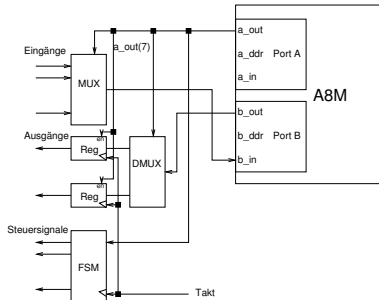 a_out
Eingänge
a_out(7)
a_ddr
Port A
a_in
MUX
A8M
b_out
Ausgänge
en
b_ddr
Port B
Reg
DMUX
b_in
en
Reg
Steuersignale
FSM
Takt